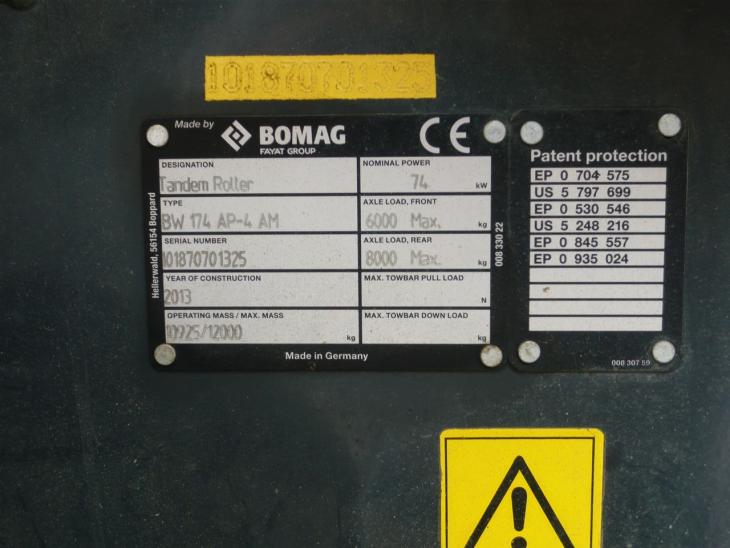 101870701325
Made by
BOMAG
FAYAT GROUP
CE
DESIGNATION
Tandem Roller
NOMINAL POWER
74 kW
TYPE
BW 174 AP-4 AM
AXLE LOAD, FRONT
6000 Max. kg
SERIAL NUMBER
101870701325
AXLE LOAD, REAR
8000 Max. kg
YEAR OF CONSTRUCTION
2013
MAX. TOWBAR PULL LOAD
N
OPERATING MASS / MAX. MASS
10925/12000 kg
MAX. TOWBAR DOWN LOAD
kg
Made in Germany
Hellerwald, 56154 Boppard
008 330 22
Patent protection
EP 0 704 575
US 5 797 699
EP 0 530 546
US 5 248 216
EP 0 845 557
EP 0 935 024
008 307 59
!